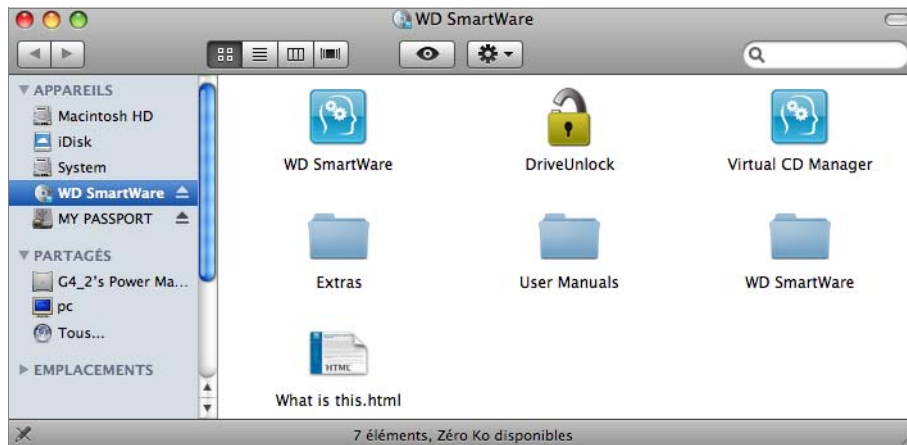 WD SmartWare
APPAREILS
Macintosh HD
iDisk
System
WD SmartWare
MY PASSPORT
PARTAGÉS
G4_2's Power Ma...
pc
Tous...
EMPLACEMENTS
WD SmartWare
DriveUnlock
Virtual CD Manager
Extras
User Manuals
WD SmartWare
HTML
What is this.html
7 éléments, Zéro Ko disponibles